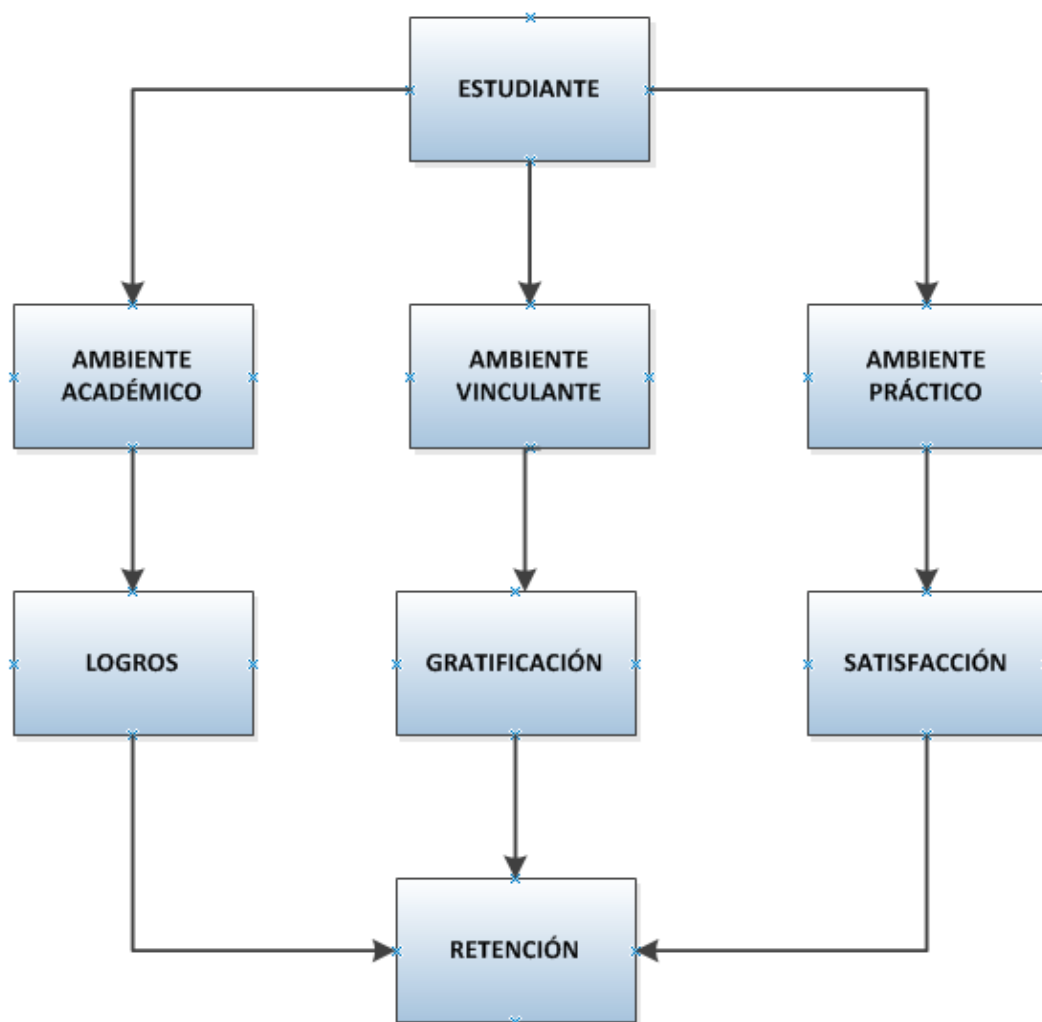 ESTUDIANTE
AMBIENTE
ACADÉMICO
AMBIENTE
VINCULANTE
AMBIENTE
PRÁCTICO
LOGROS
GRATIFICACIÓN
SATISFACCIÓN
RETENCIÓN